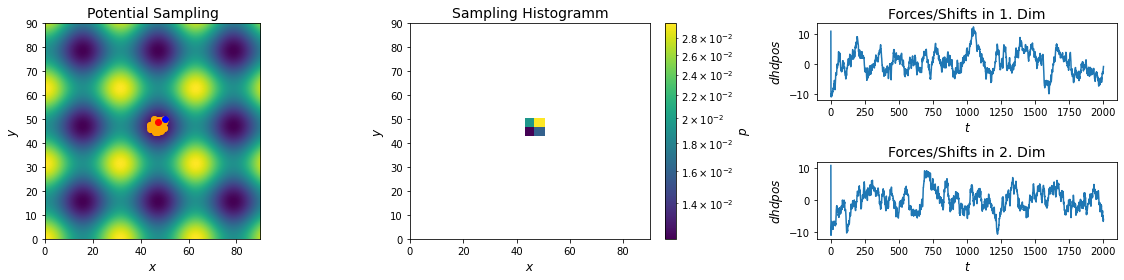 Potential Sampling
y
90
80
70
60
50
40
30
20
10
0
0 20 40 60 80
x
Sampling Histogramm
y
90
80
70
60
50
40
30
20
10
0
0 20 40 60 80
x
2.8 × 10⁻²
2.6 × 10⁻²
2.4 × 10⁻²
2.2 × 10⁻²
2 × 10⁻²
1.8 × 10⁻²
1.6 × 10⁻²
1.4 × 10⁻²
p
Forces/Shifts in 1. Dim
dhdpos
10
0
−10
0 250 500 750 1000 1250 1500 1750 2000
t
Forces/Shifts in 2. Dim
dhdpos
10
0
−10
0 250 500 750 1000 1250 1500 1750 2000
t